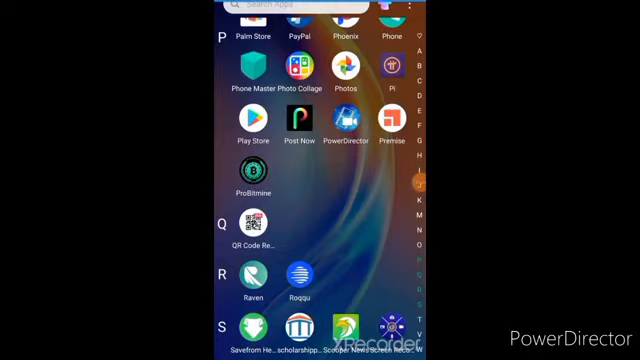 Search Apps
Palm Store PayPal Phoenix Phone
P
Phone Master Photo Collage Photos Pi
Play Store Post Now PowerDirector Premise
ProBitmine
Q
QR Code Re...
R
Raven Roqqu
S
Savefrom He... scholarshipp... Scooper News Screen Reco...
A
B
C
D
E
F
G
H
I
J
K
M
N
O
P
Q
R
S
T
V
W
XRecorder
PowerDirector